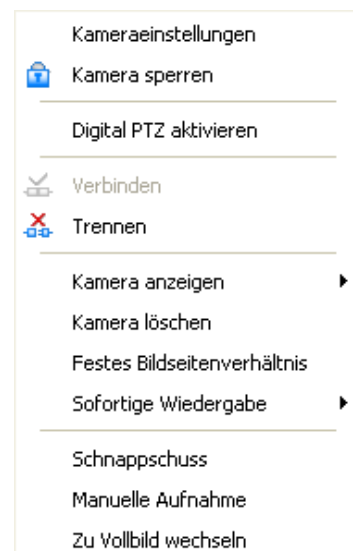 Kameraeinstellungen
Kamera sperren
Digital PTZ aktivieren
Verbinden
Trennen
Kamera anzeigen
Kamera löschen
Festes Bildseitenverhältnis
Sofortige Wiedergabe
Schnappschuss
Manuelle Aufnahme
Zu Vollbild wechseln